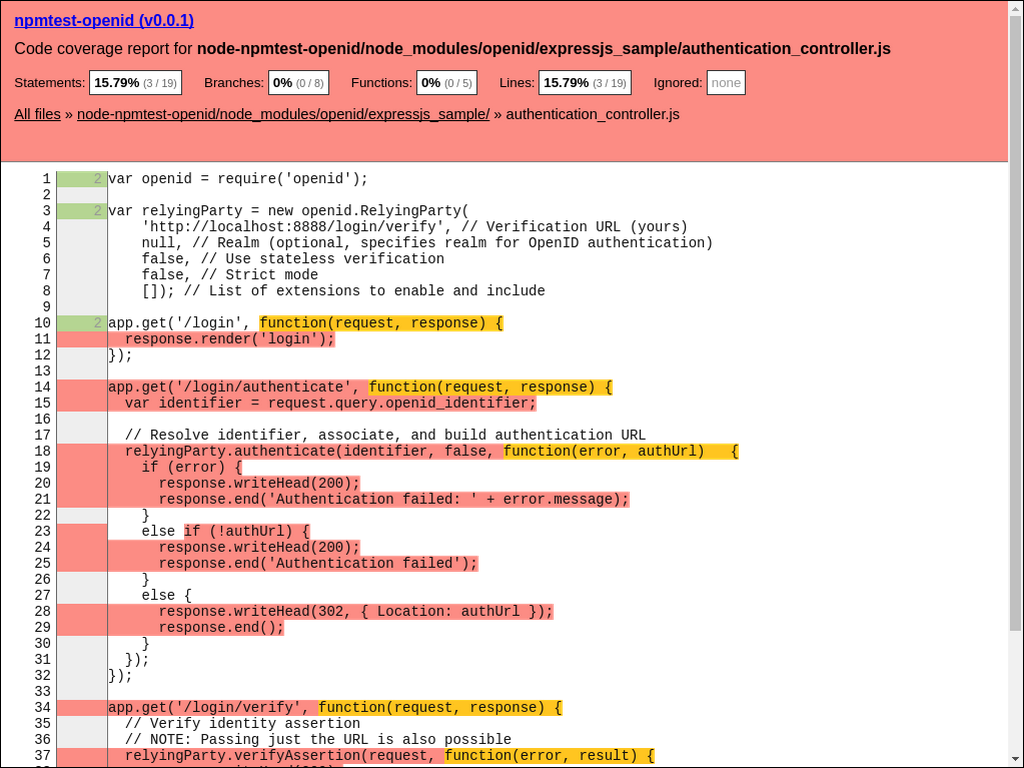 npmtest-openid (v0.0.1)
Code coverage report for node-npmtest-openid/node_modules/openid/expressjs_sample/authentication_controller.js
Statements: 15.79% (3 / 19) Branches: 0% (0 / 8) Functions: 0% (0 / 5) Lines: 15.79% (3 / 19) Ignored: none
All files » node-npmtest-openid/node_modules/openid/expressjs_sample/ » authentication_controller.js
1 2 var openid = require('openid');
2
3 2 var relyingParty = new openid.RelyingParty(
4     'http://localhost:8888/login/verify', // Verification URL (yours)
5     null, // Realm (optional, specifies realm for OpenID authentication)
6     false, // Use stateless verification
7     false, // Strict mode
8     []); // List of extensions to enable and include
9
10 2 app.get('/login', function(request, response) {
11   response.render('login');
12 });
13
14 app.get('/login/authenticate', function(request, response) {
15   var identifier = request.query.openid_identifier;
16
17   // Resolve identifier, associate, and build authentication URL
18   relyingParty.authenticate(identifier, false, function(error, authUrl)   {
19     if (error) {
20       response.writeHead(200);
21       response.end('Authentication failed: ' + error.message);
22     }
23     else if (!authUrl) {
24       response.writeHead(200);
25       response.end('Authentication failed');
26     }
27     else {
28       response.writeHead(302, { Location: authUrl });
29       response.end();
30     }
31   });
32 });
33
34 app.get('/login/verify', function(request, response) {
35   // Verify identity assertion
36   // NOTE: Passing just the URL is also possible
37   relyingParty.verifyAssertion(request, function(error, result) {